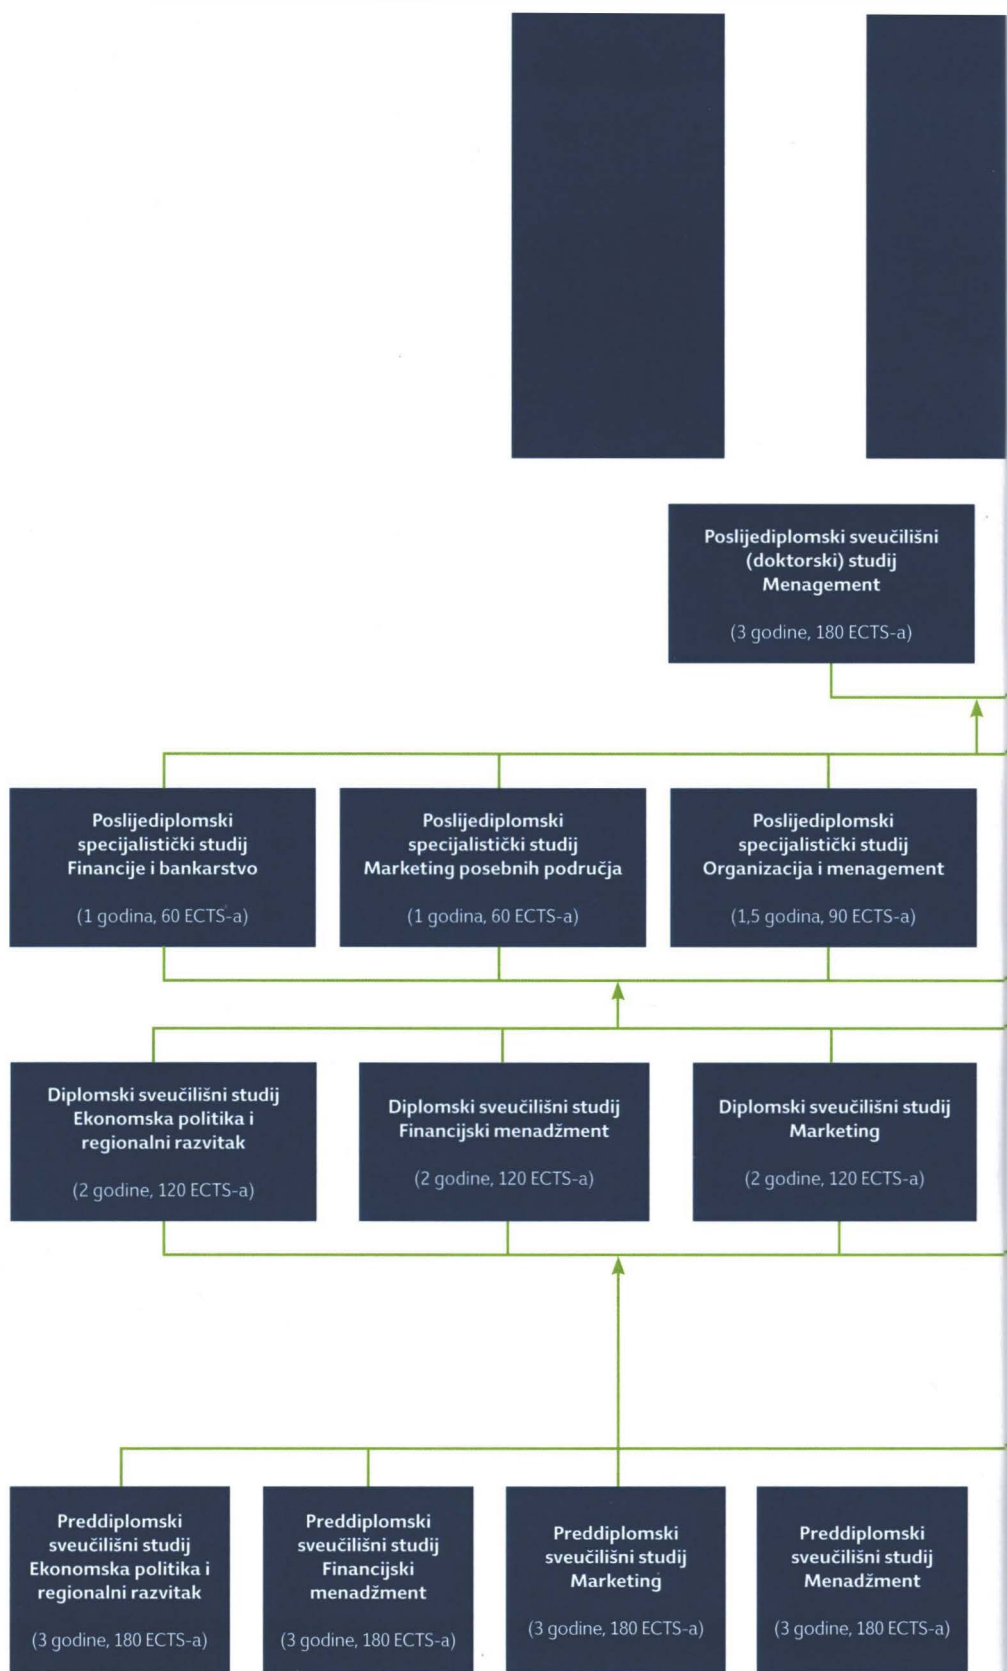 Poslijediplomski sveučilišni
(doktorski) studij
Menagement
(3 godine, 180 ECTS-a)
Poslijediplomski
specijalistički studij
Financije i bankarstvo
(1 godina, 60 ECTS-a)
Poslijediplomski
specijalistički studij
Marketing posebnih područja
(1 godina, 60 ECTS-a)
Poslijediplomski
specijalistički studij
Organizacija i menagement
(1,5 godina, 90 ECTS-a)
Diplomski sveučilišni studij
Ekonomska politika i
regionalni razvitak
(2 godine, 120 ECTS-a)
Diplomski sveučilišni studij
Financijski menadžment
(2 godine, 120 ECTS-a)
Diplomski sveučilišni studij
Marketing
(2 godine, 120 ECTS-a)
Preddiplomski
sveučilišni studij
Ekonomska politika i
regionalni razvitak
(3 godine, 180 ECTS-a)
Preddiplomski
sveučilišni studij
Financijski
menadžment
(3 godine, 180 ECTS-a)
Preddiplomski
sveučilišni studij
Marketing
(3 godine, 180 ECTS-a)
Preddiplomski
sveučilišni studij
Menadžment
(3 godine, 180 ECTS-a)